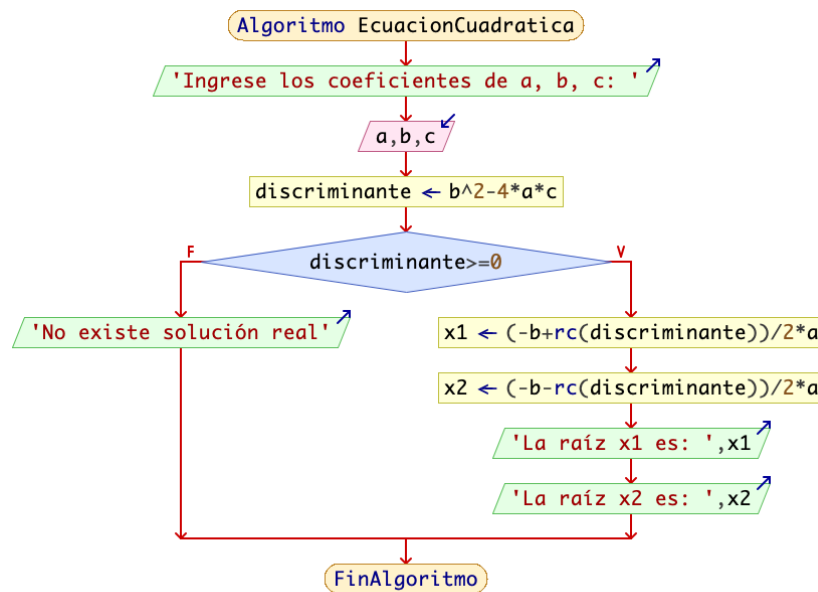 Algoritmo EcuacionCuadratica
'Ingrese los coeficientes de a, b, c: '
a,b,c
discriminante ← b^2-4*a*c
F
V
discriminante>=0
'No existe solución real'
x1 ← (-b+rc(discriminante))/2*a
x2 ← (-b-rc(discriminante))/2*a
'La raíz x1 es: ',x1
'La raíz x2 es: ',x2
FinAlgoritmo